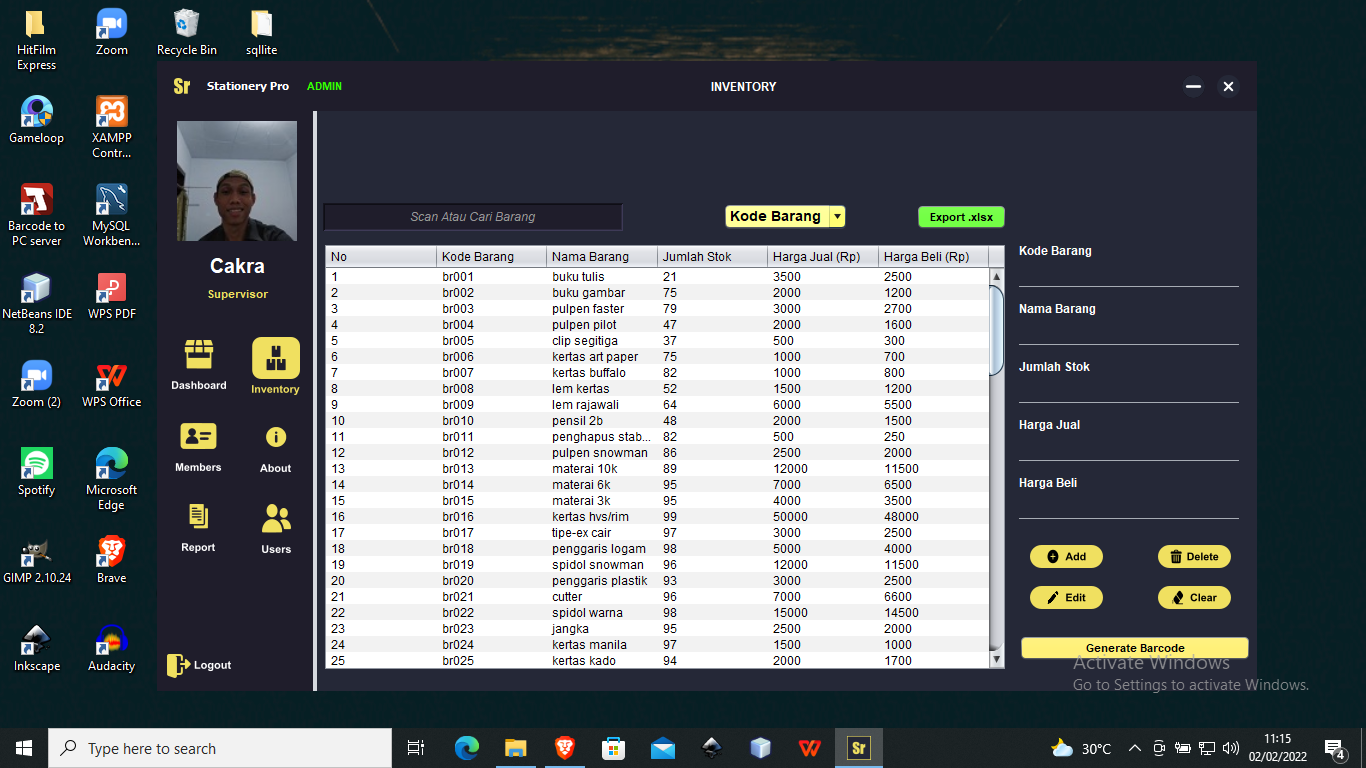 HitFilm Express
Zoom
Recycle Bin
sqllite
Gameloop
XAMPP Contr...
Barcode to PC server
MySQL Workben...
NetBeans IDE 8.2
WPS PDF
Zoom (2)
WPS Office
Spotify
Microsoft Edge
GIMP 2.10.24
Brave
Inkscape
Audacity
Sr Stationery Pro ADMIN
INVENTORY
Cakra
Supervisor
Dashboard
Inventory
Members
About
Report
Users
Logout
Scan Atau Cari Barang
Kode Barang
Export .xlsx
No Kode Barang Nama Barang Jumlah Stok Harga Jual (Rp) Harga Beli (Rp)
1 br001 buku tulis 21 3500 2500
2 br002 buku gambar 75 2000 1200
3 br003 pulpen faster 79 3000 2700
4 br004 pulpen pilot 47 2000 1600
5 br005 clip segitiga 37 500 300
6 br006 kertas art paper 75 1000 700
7 br007 kertas buffalo 82 1000 800
8 br008 lem kertas 52 1500 1200
9 br009 lem rajawali 64 6000 5500
10 br010 pensil 2b 48 2000 1500
11 br011 penghapus stab... 82 500 250
12 br012 pulpen snowman 86 2500 2000
13 br013 materai 10k 89 12000 11500
14 br014 materai 6k 95 7000 6500
15 br015 materai 3k 95 4000 3500
16 br016 kertas hvs/rim 99 50000 48000
17 br017 tipe-ex cair 97 3000 2500
18 br018 penggaris logam 98 5000 4000
19 br019 spidol snowman 96 12000 11500
20 br020 penggaris plastik 93 3000 2500
21 br021 cutter 96 7000 6600
22 br022 spidol warna 98 15000 14500
23 br023 jangka 95 2500 2000
24 br024 kertas manila 97 1500 1000
25 br025 kertas kado 94 2000 1700
Kode Barang
Nama Barang
Jumlah Stok
Harga Jual
Harga Beli
Add
Delete
Edit
Clear
Generate Barcode
Activate Windows
Go to Settings to activate Windows.
Type here to search
Sr
30°C
11:15
02/02/2022
4